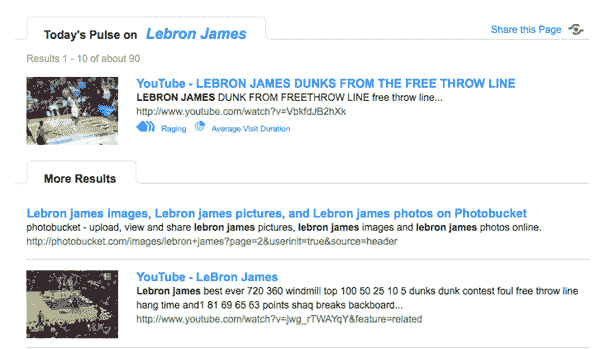 Today's Pulse on Lebron James
Share this Page
Results 1 - 10 of about 90
YouTube - LEBRON JAMES DUNKS FROM THE FREE THROW LINE
LEBRON JAMES DUNK FROM FREETHROW LINE free throw line...
http://www.youtube.com/watch?v=VbkfdJB2hXk
Raging Average Visit Duration
More Results
Lebron james images, Lebron james pictures, and Lebron james photos on Photobucket
photobucket - upload, view and share lebron james pictures, lebron james images and lebron james photos online.
http://photobucket.com/images/lebron+james?page=2&userinit=true&source=header
YouTube - LeBron James
Lebron james best ever 720 360 windmill top 100 50 25 10 5 dunks dunk contest foul free throw line
hang time and1 81 69 65 63 points shaq breaks backboard...
http://www.youtube.com/watch?v=jwg_rTWAYqY&feature=related